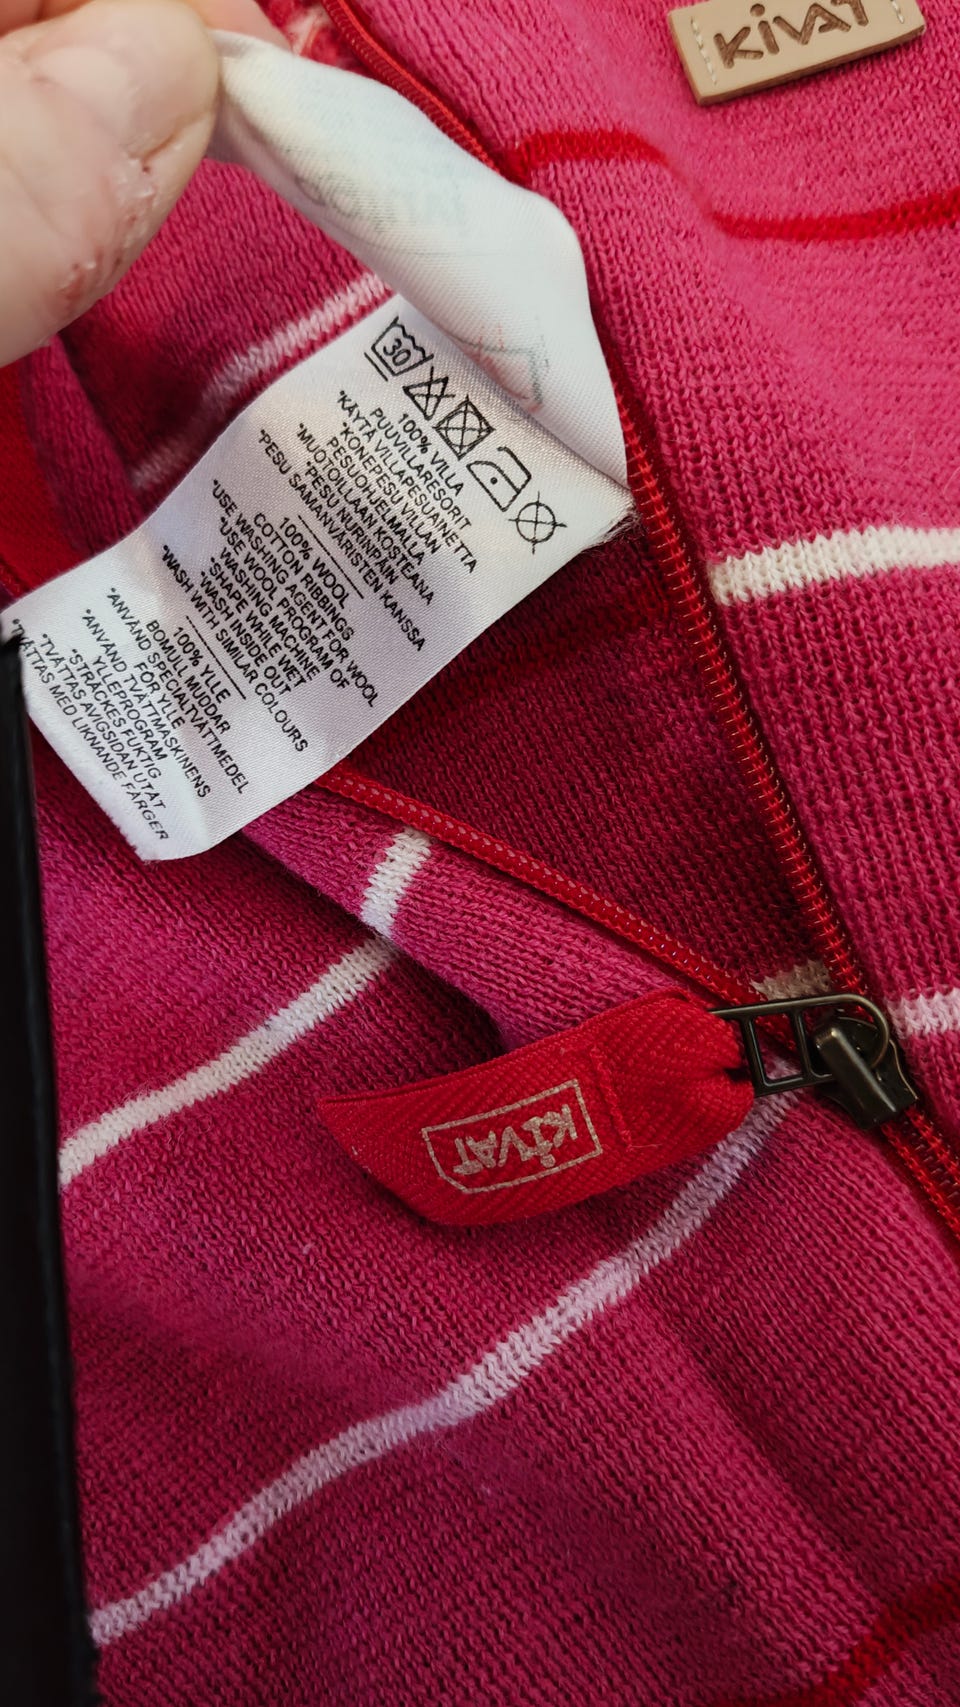 KIVAT
30
100% VILLA
PUUVILLARESORIT
*KÄYTÄ VILLAPESUAINETTA
*KONEPESU VILLAN
PESUOHJELMALLA
*MUOTOILLAAN KOSTEANA
*PESU NURINPÄIN
*PESU SAMANVÄRISTEN KANSSA
100% WOOL
COTTON RIBBINGS
*USE WASHING AGENT FOR WOOL
*USE WOOL PROGRAM OF
WASHING MACHINE
*SHAPE WHILE WET
*WASH INSIDE OUT
*WASH WITH SIMILAR COLOURS
100% YLLE
BOMULL MUDDAR
*ANVÄND SPECIALTVÄTTMEDEL
FÖR YLLE
*ANVÄND TVÄTTMASKINENS
YLLEPROGRAM
*STRÄCKES FUKTIG
*TVÄTTAS AVIGSIDAN UTÅT
*TVÄTTAS MED LIKNANDE FÄRGER
KIVAT